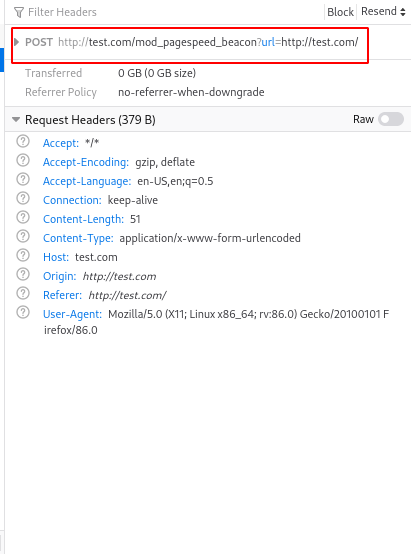 Filter Headers Block Resend
POST http://test.com/mod_pagespeed_beacon?url=http://test.com/
Transferred 0 GB (0 GB size)
Referrer Policy no-referrer-when-downgrade
Request Headers (379 B) Raw
Accept: */*
Accept-Encoding: gzip, deflate
Accept-Language: en-US,en;q=0.5
Connection: keep-alive
Content-Length: 51
Content-Type: application/x-www-form-urlencoded
Host: test.com
Origin: http://test.com
Referer: http://test.com/
User-Agent: Mozilla/5.0 (X11; Linux x86_64; rv:86.0) Gecko/20100101 F
irefox/86.0